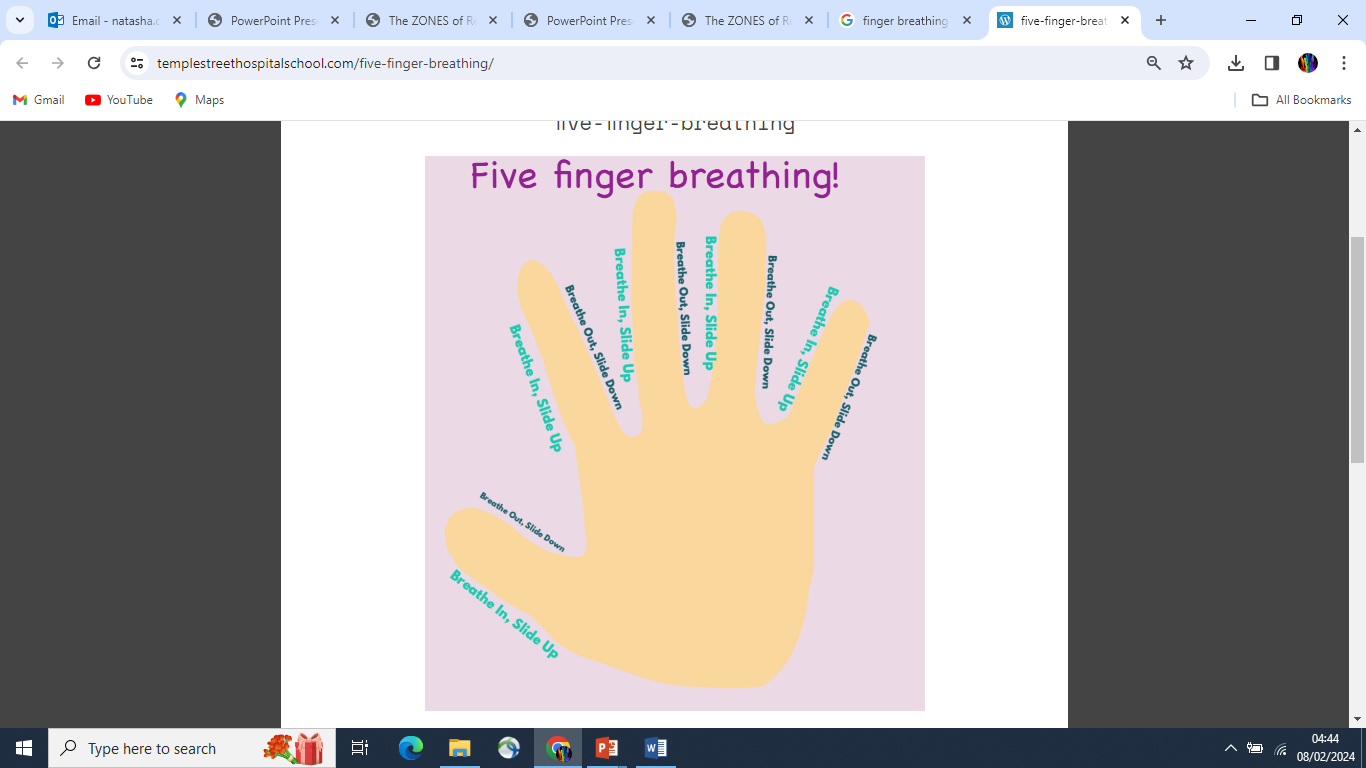 Email - natasha.c
PowerPoint Pres
The ZONES of Re
PowerPoint Pres
The ZONES of Re
finger breathing
five-finger-breat
templestreethospitalschool.com/five-finger-breathing/
Gmail
YouTube
Maps
All Bookmarks
five-finger-breathing
Five finger breathing!
Breathe In, Slide Up
Breathe Out, Slide Down
Breathe In, Slide Up
Breathe Out, Slide Down
Breathe In, Slide Up
Breathe Out, Slide Down
Breathe In, Slide Up
Breathe Out, Slide Down
Breathe In, Slide Up
Breathe Out, Slide Down
Type here to search
04:44
08/02/2024